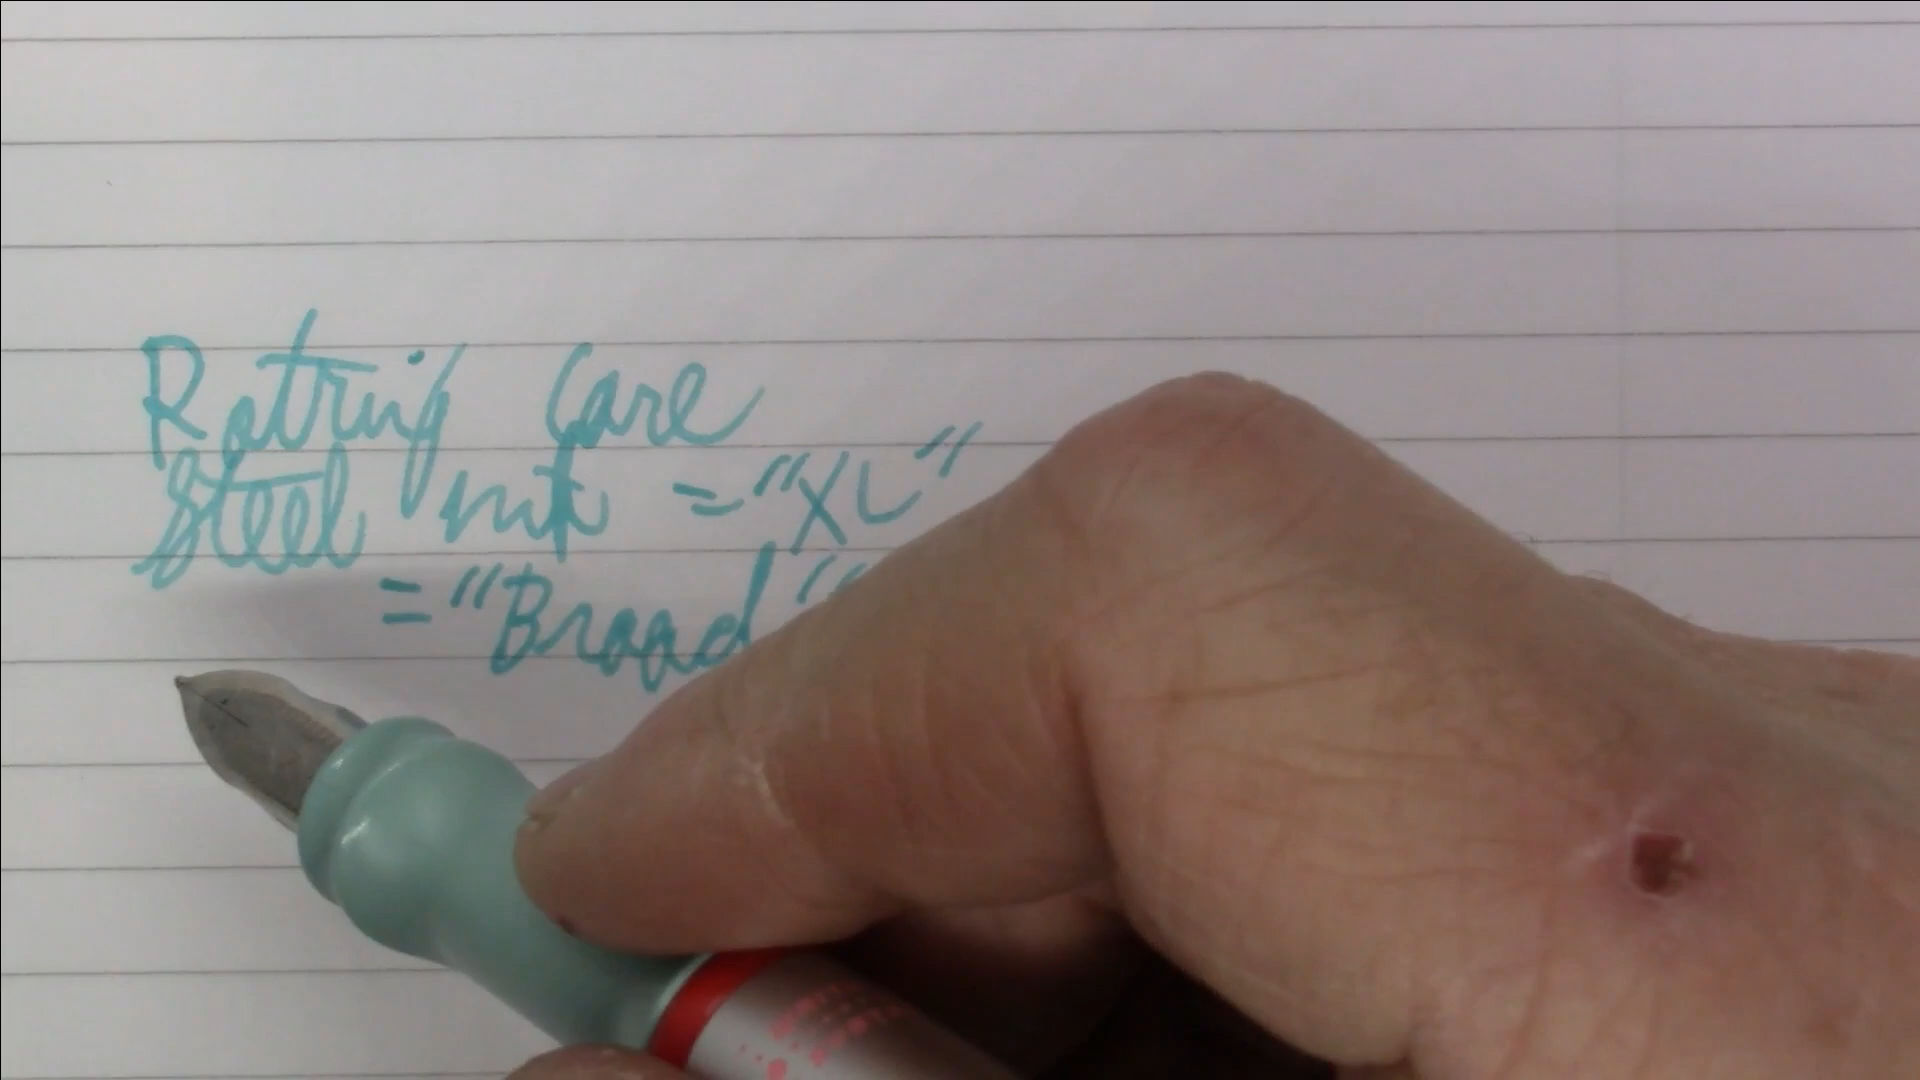 Rotring Core
Steel nib = "XL"
= "Broad"